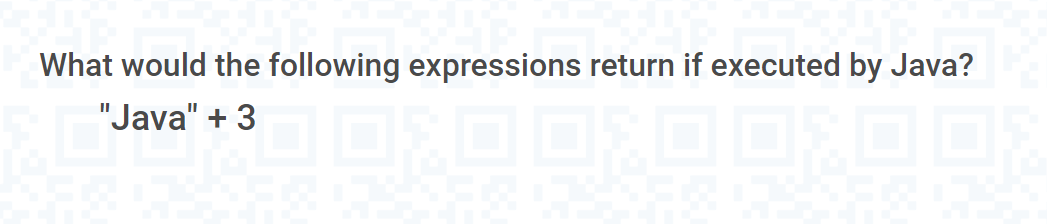 What would the following expressions return if executed by Java?
"Java" + 3